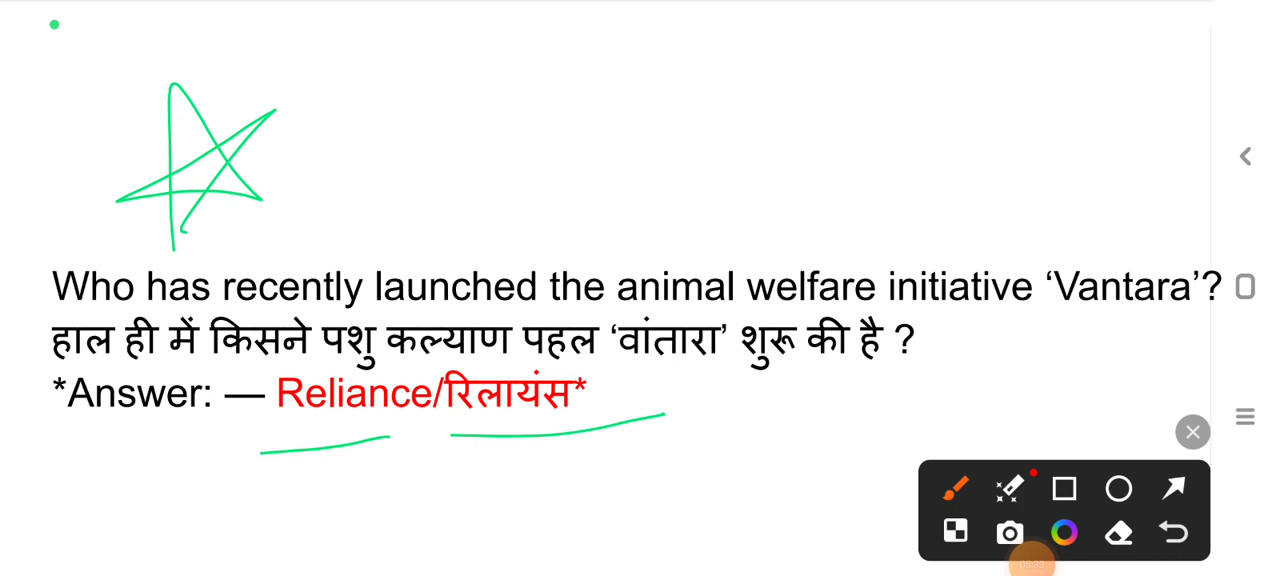 Who has recently launched the animal welfare initiative ‘Vantara’?
हाल ही में किसने पशु कल्याण पहल ‘वांतारा’ शुरू की है ?
*Answer: — Reliance/रिलायंस*